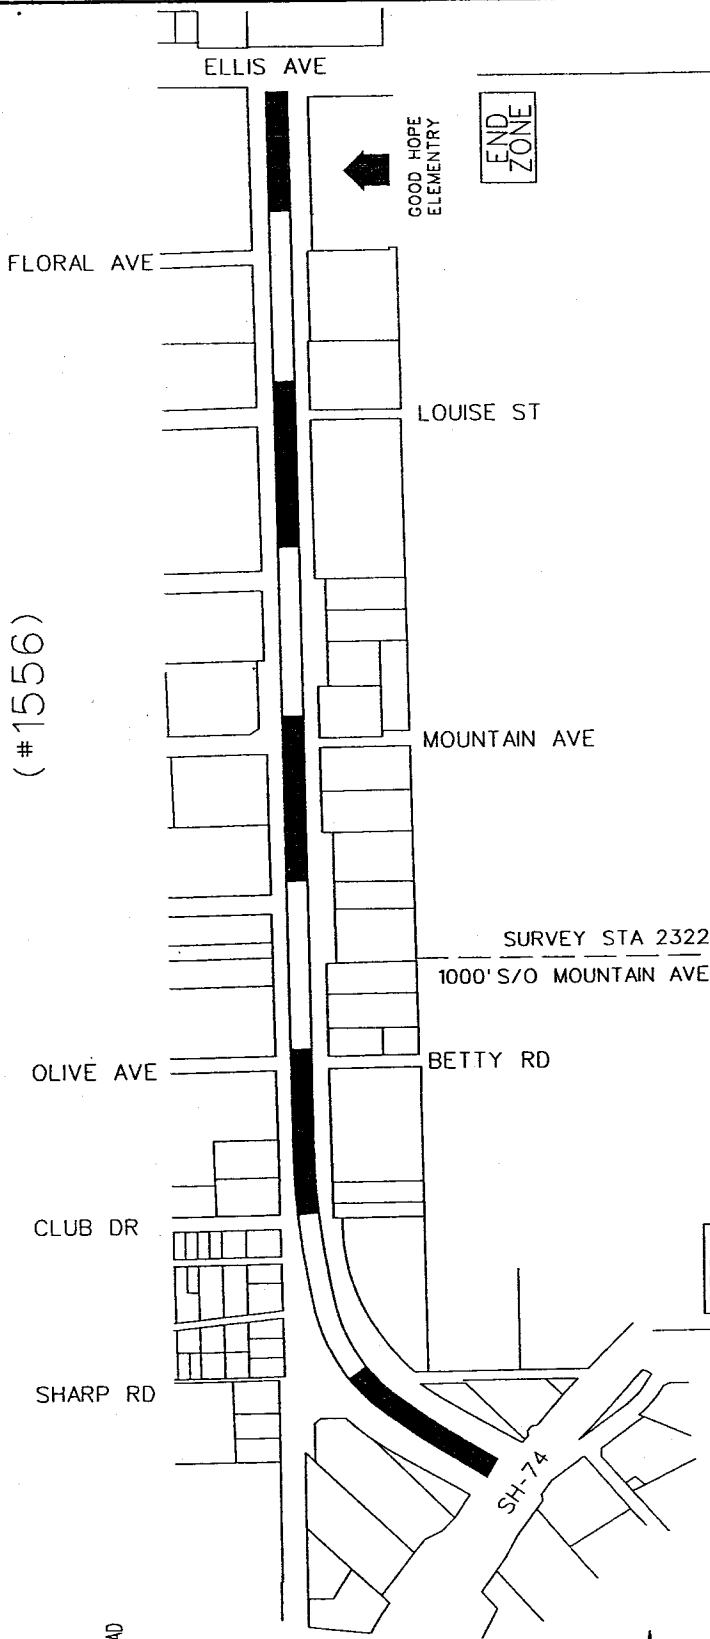 ELLIS AVE
GOOD HOPE
ELEMENTRY
END
ZONE
FLORAL AVE
LOUISE ST
(#1556)
MOUNTAIN AVE
SURVEY STA 2322
1000' S/O MOUNTAIN AVE
OLIVE AVE
BETTY RD
CLUB DR
SHARP RD
SH-74
AD